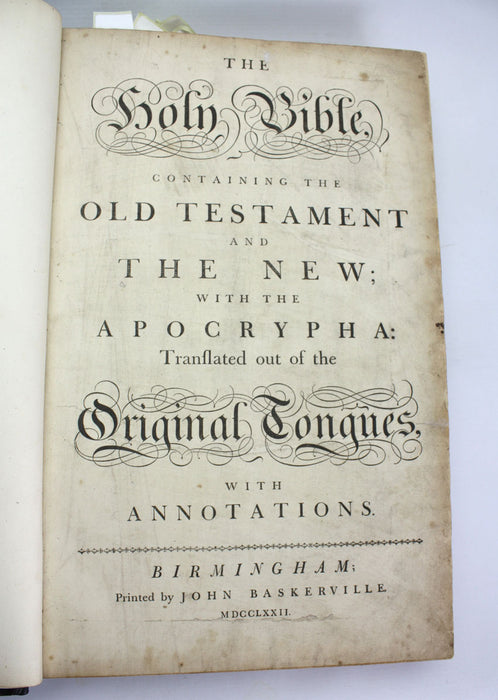 THE
Holy Bible,
CONTAINING THE
OLD TESTAMENT
AND
THE NEW;
WITH THE
APOCRYPHA:
Tranſlated out of the
Original Tongues,
WITH
ANNOTATIONS.
BIRMINGHAM;
Printed by JOHN BASKERVILLE.
MDCCLXXII.